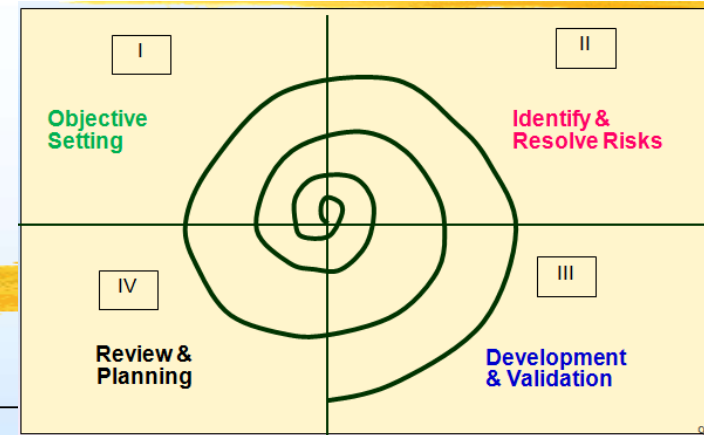 I
II
Objective
Setting
Identify &
Resolve Risks
IV
III
Review &
Planning
Development
& Validation